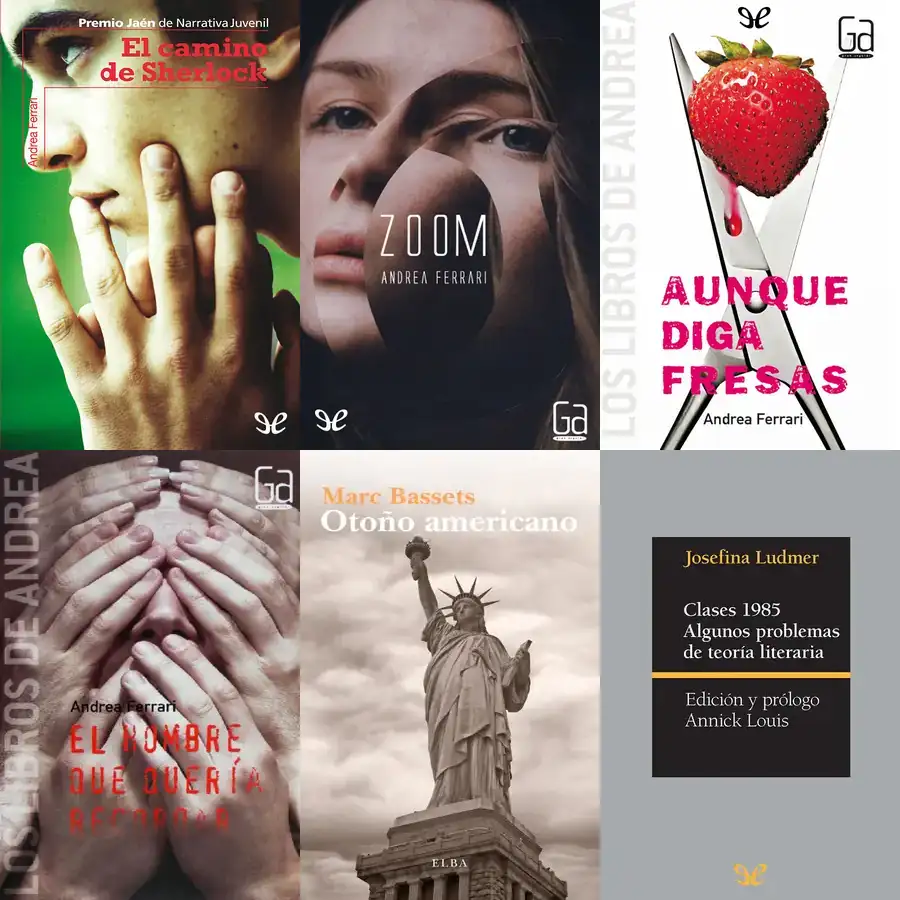 Premio Jaén de Narrativa Juvenil
El camino
de Sherlock
Andrea Ferrari
ZOOM
ANDREA FERRARI
Ga
LOS LIBROS DE ANDREA
Ga
AUNQUE
DIGA
FRESAS
Andrea Ferrari
LOS LIBROS DE ANDREA
Ga
Andrea Ferrari
EL HOMBRE
QUE QUERÍA
RECORDAR
Marc Bassets
Otoño americano
ELBA
Josefina Ludmer
Clases 1985
Algunos problemas
de teoría literaria
Edición y prólogo
Annick Louis